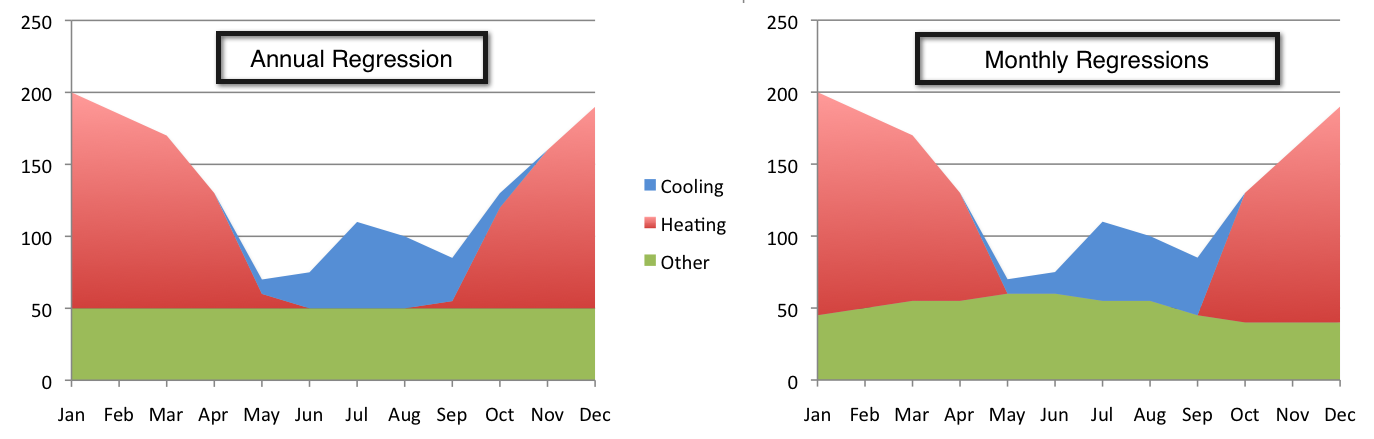 Annual Regression
250
200
150
100
50
0
Jan Feb Mar Apr May Jun Jul Aug Sep Oct Nov Dec
Cooling
Heating
Other
Monthly Regressions
250
200
150
100
50
0
Jan Feb Mar Apr May Jun Jul Aug Sep Oct Nov Dec